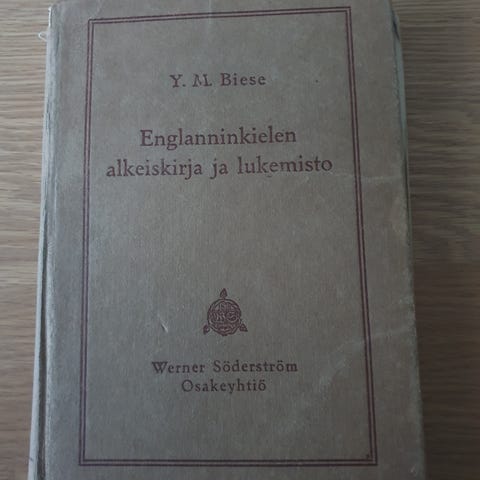 Y. M. Biese
Englanninkielen
alkeiskirja ja lukemisto
Werner Söderström
Osakeyhtiö